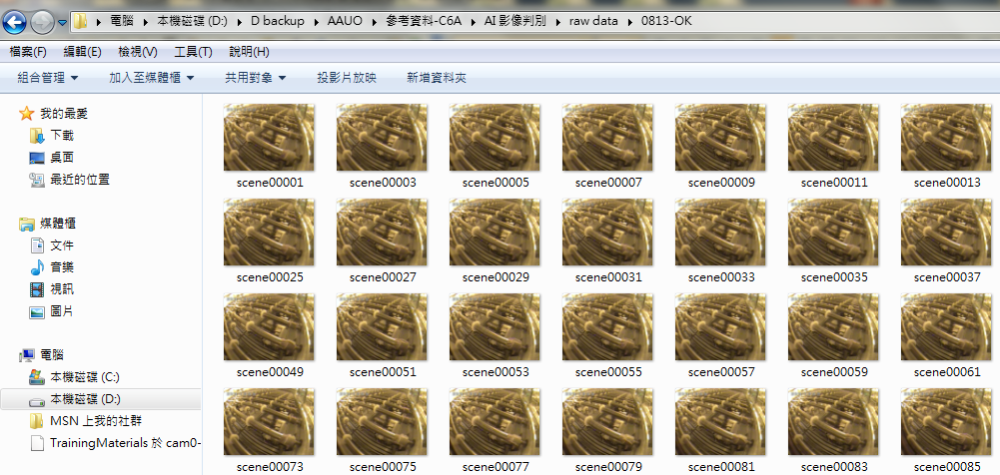 電腦 ▸ 本機磁碟 (D:) ▸ D backup ▸ AAUO ▸ 參考資料-C6A ▸ AI 影像判別 ▸ raw data ▸ 0813-OK
檔案(F) 編輯(E) 檢視(V) 工具(T) 說明(H)
組合管理 加入至媒體櫃 共用對象 投影片放映 新增資料夾
我的最愛
下載
桌面
最近的位置
媒體櫃
文件
音樂
視訊
圖片
電腦
本機磁碟 (C:)
本機磁碟 (D:)
MSN 上我的社群
TrainingMaterials 於 cam0-
scene00001 scene00003 scene00005 scene00007 scene00009 scene00011 scene00013
scene00025 scene00027 scene00029 scene00031 scene00033 scene00035 scene00037
scene00049 scene00051 scene00053 scene00055 scene00057 scene00059 scene00061
scene00073 scene00075 scene00077 scene00079 scene00081 scene00083 scene00085